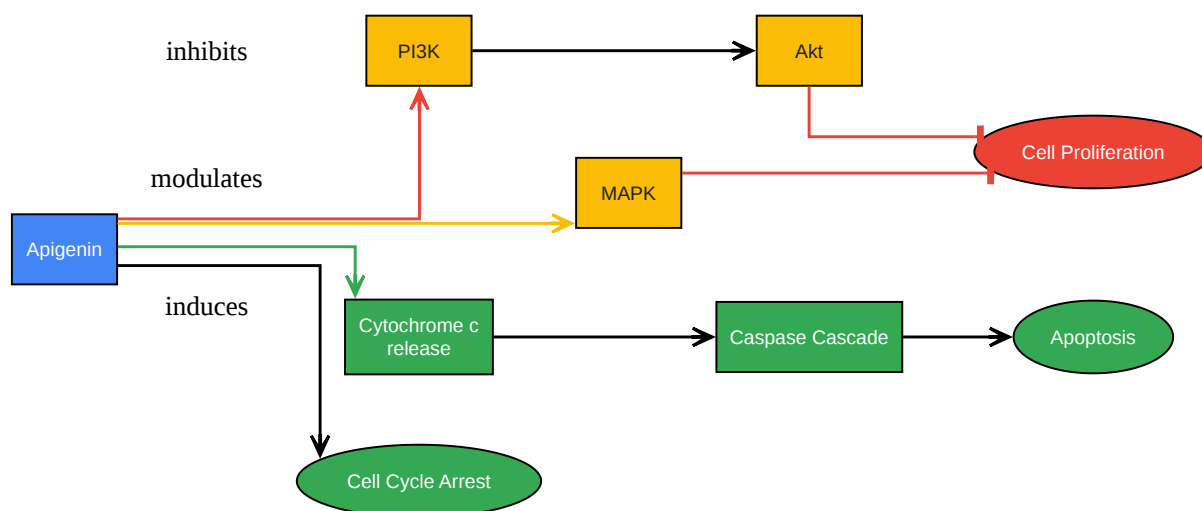 inhibits
PI3K
Akt
Cell Proliferation
modulates
MAPK
Apigenin
induces
Cytochrome c
release
Caspase Cascade
Apoptosis
Cell Cycle Arrest